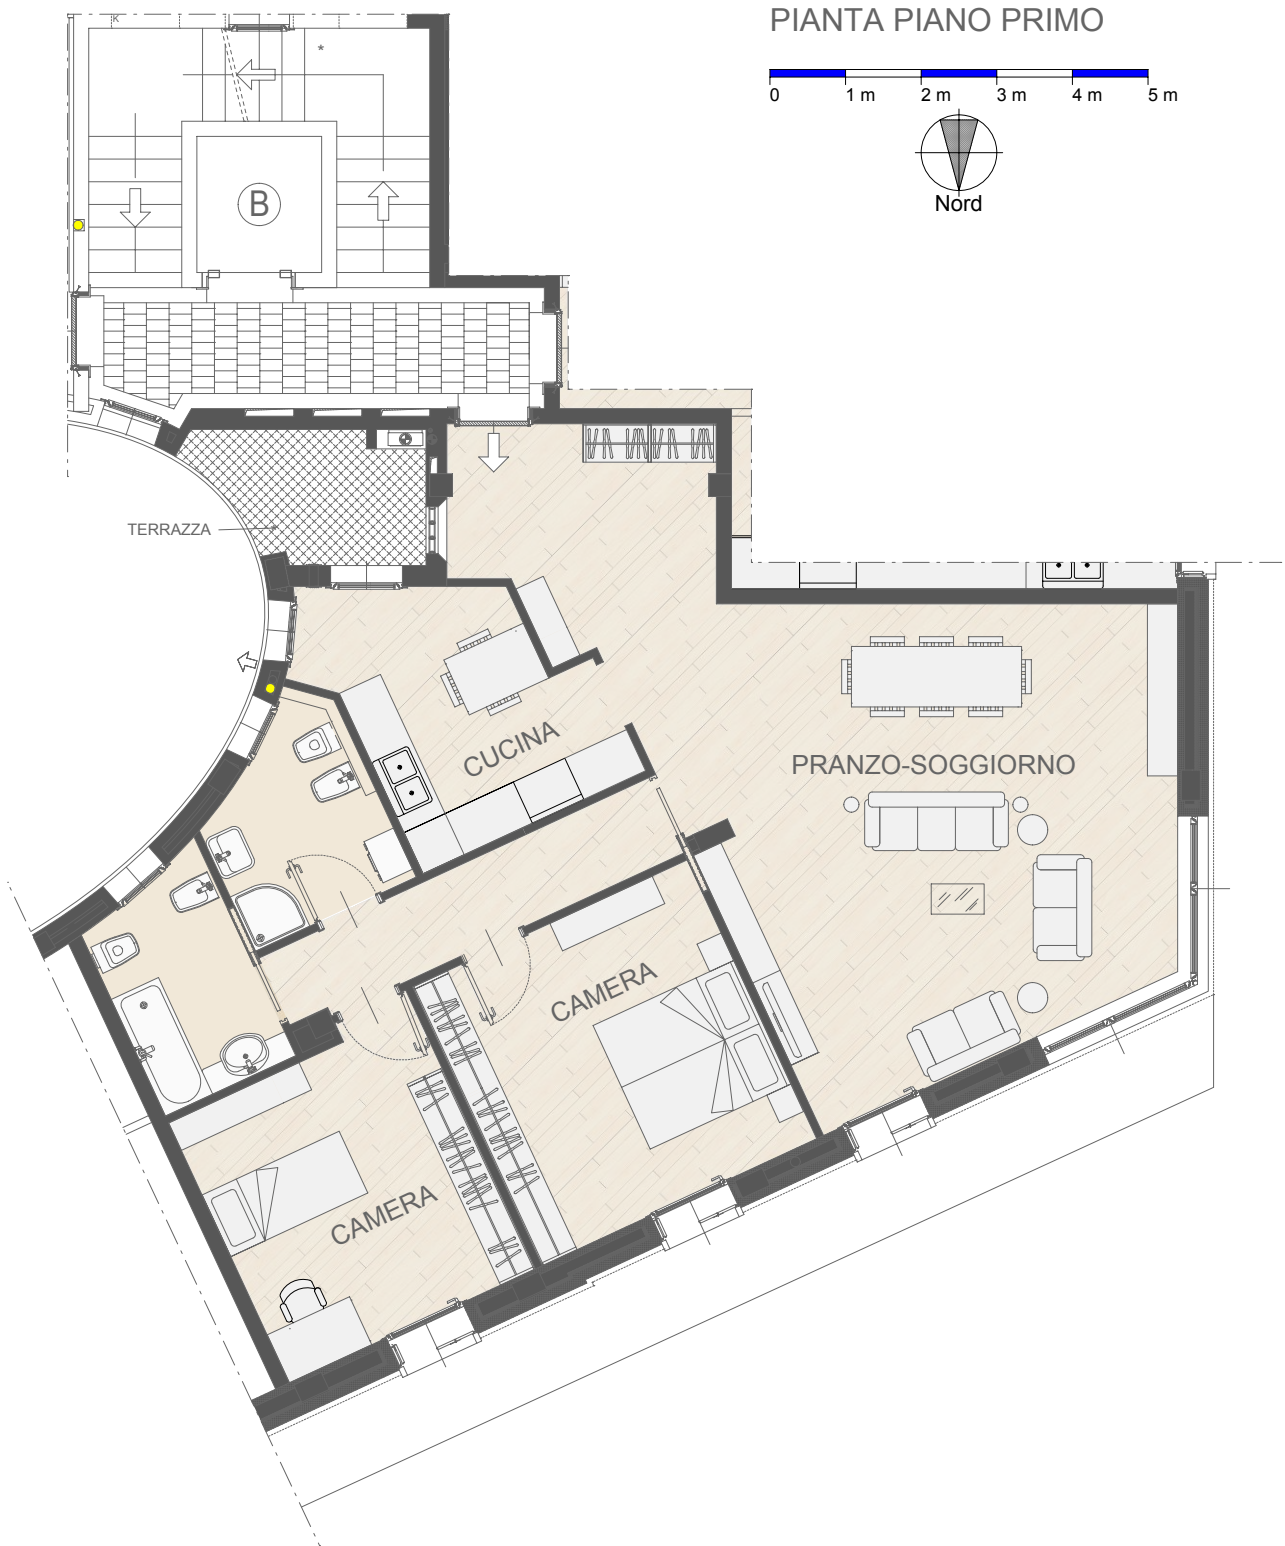 PIANTA PIANO PRIMO
0 1 m 2 m 3 m 4 m 5 m
Nord
K
*
B
TERRAZZA
CUCINA
PRANZO-SOGGIORNO
CAMERA
CAMERA